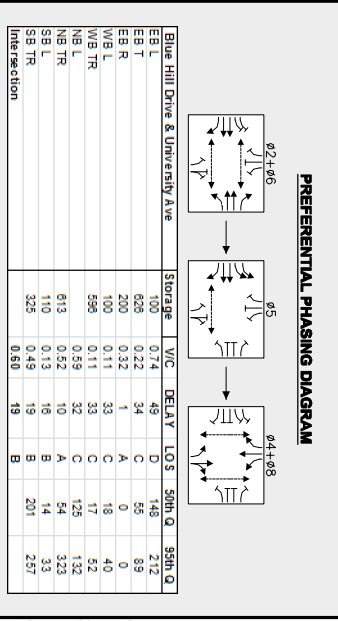 PREFERENTIAL PHASING DIAGRAM
ø2+ø6
ø5
ø4+ø8
Blue Hill Drive & University Ave Storage V/C DELAY LOS 50th Q 95th Q
EB L 100 0.74 49 D 148 212
EB T 626 0.22 34 C 55 89
EB R 200 0.32 1 A 0 0
WB L 100 0.11 33 C 18 40
WB TR 596 0.11 33 C 17 52
NB L 0.59 32 C 125 132
NB TR 613 0.52 10 A 54 323
SB L 110 0.13 16 B 14 33
SB TR 325 0.49 19 B 201 257
Intersection 0.60 19 B